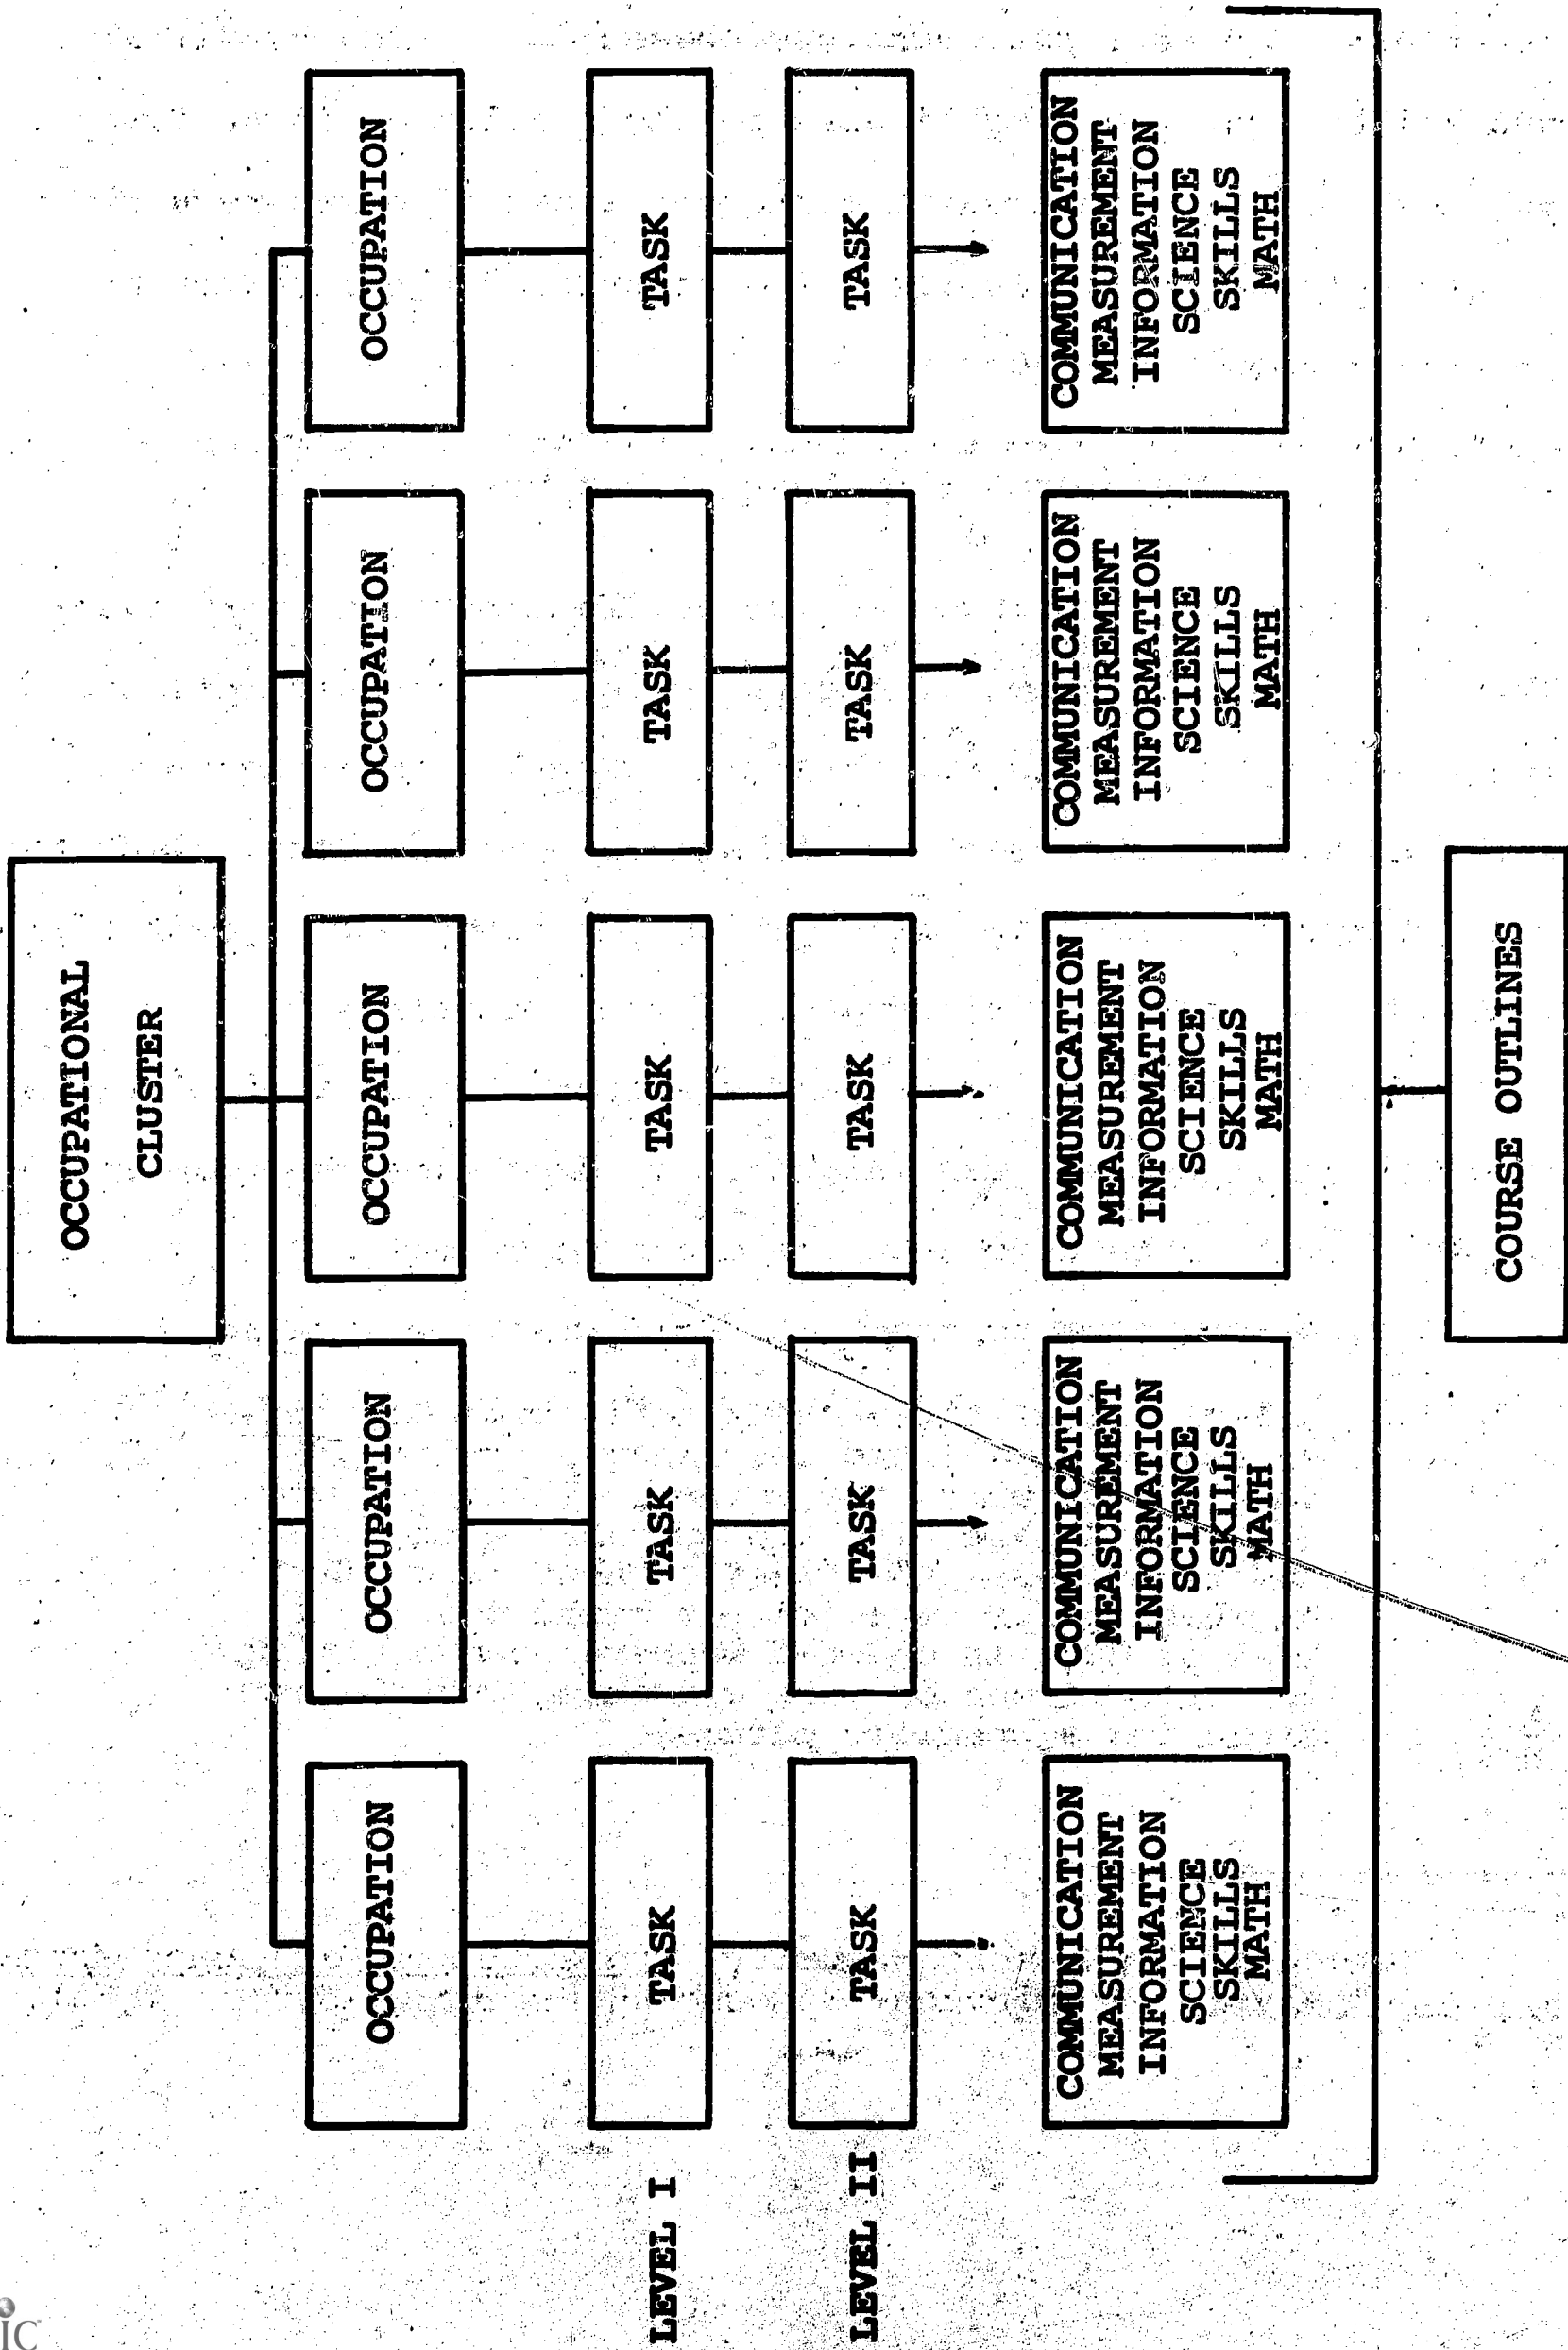 OCCUPATIONAL
CLUSTER
OCCUPATION
OCCUPATION
OCCUPATION
OCCUPATION
OCCUPATION
LEVEL I
TASK
TASK
TASK
TASK
TASK
LEVEL II
TASK
TASK
TASK
TASK
TASK
COMMUNICATION
MEASUREMENT
INFORMATION
SCIENCE
SKILLS
MATH
COMMUNICATION
MEASUREMENT
INFORMATION
SCIENCE
SKILLS
MATH
COMMUNICATION
MEASUREMENT
INFORMATION
SCIENCE
SKILLS
MATH
COMMUNICATION
MEASUREMENT
INFORMATION
SCIENCE
SKILLS
MATH
COMMUNICATION
MEASUREMENT
INFORMATION
SCIENCE
SKILLS
MATH
COURSE OUTLINES